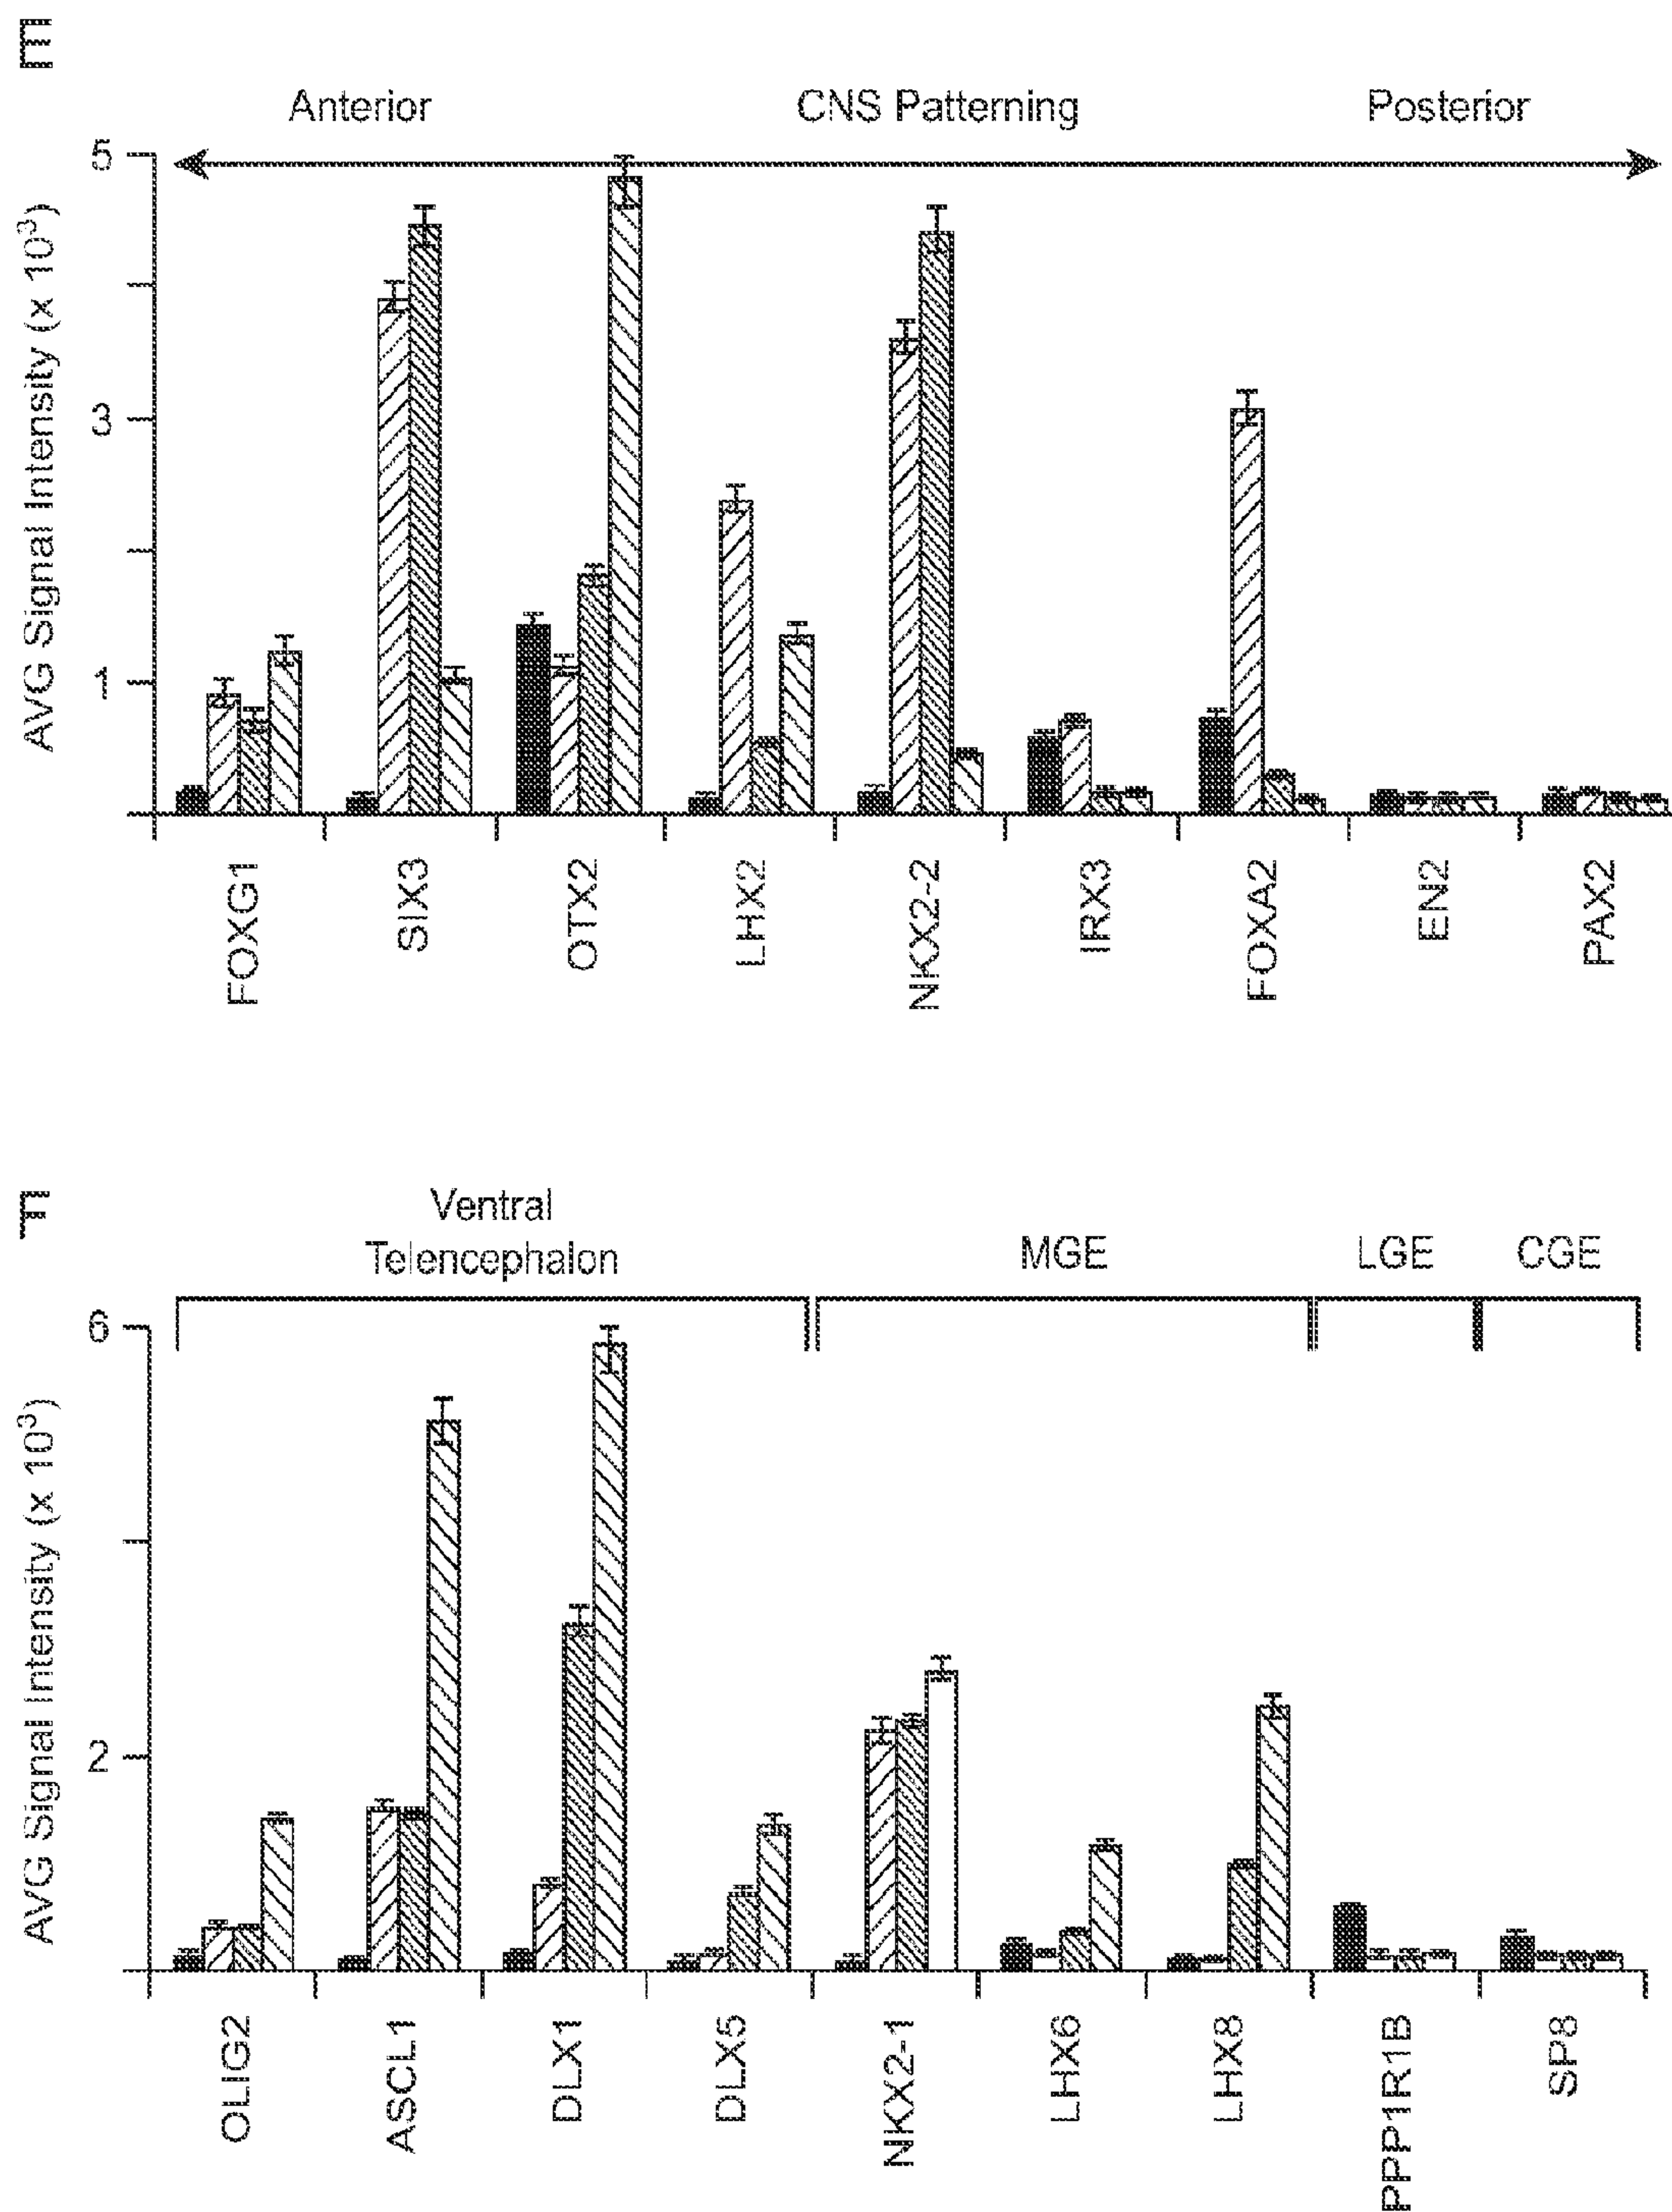 E
Anterior CNS Patterning Posterior
AVG Signal Intensity (x 10³)
5
3
1
FOXG1 SIX3 OTX2 LHX2 NKX2-2 IRX3 FOXA2 EN2 PAX2
F
Ventral
Telencephalon MGE LGE CGE
AVG Signal Intensity (x 10³)
6
2
OLIG2 ASCL1 DLX1 DLX5 NKX2-1 LHX6 LHX8 PPP1R1B SP8